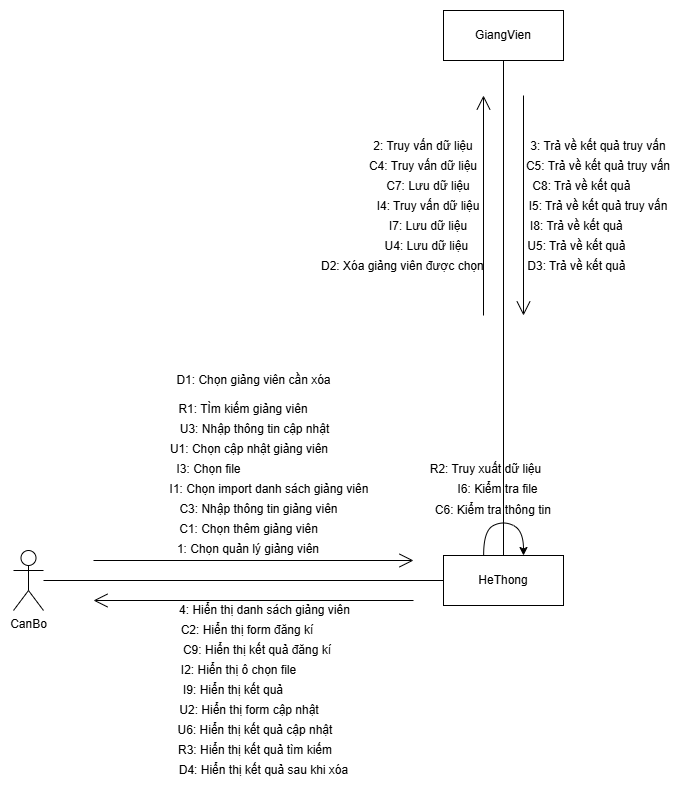 GiangVien
2: Truy vấn dữ liệu
C4: Truy vấn dữ liệu
C7: Lưu dữ liệu
I4: Truy vấn dữ liệu
I7: Lưu dữ liệu
U4: Lưu dữ liệu
D2: Xóa giảng viên được chọn
3: Trả về kết quả truy vấn
C5: Trả về kết quả truy vấn
C8: Trả về kết quả
I5: Trả về kết quả truy vấn
I8: Trả về kết quả
U5: Trả về kết quả
D3: Trả về kết quả
D1: Chọn giảng viên cần xóa
R1: TÌm kiếm giảng viên
U3: Nhập thông tin cập nhật
U1: Chọn cập nhật giảng viên
I3: Chọn file
I1: Chọn import danh sách giảng viên
C3: Nhập thông tin giảng viên
C1: Chọn thêm giảng viên
1: Chọn quản lý giảng viên
R2: Truy xuất dữ liệu
I6: Kiểm tra file
C6: Kiểm tra thông tin
CanBo
HeThong
4: Hiển thị danh sách giảng viên
C2: Hiển thị form đăng kí
C9: Hiển thị kết quả đăng kí
I2: Hiển thị ô chọn file
I9: Hiển thị kết quả
U2: Hiển thị form cập nhật
U6: Hiển thị kết quả cập nhật
R3: Hiển thị kết quả tìm kiếm
D4: Hiển thị kết quả sau khi xóa